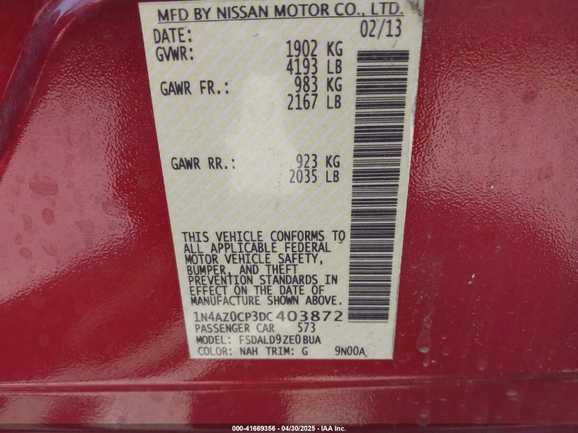 MFD BY NISSAN MOTOR CO., LTD.
DATE: 02/13
GVWR: 1902 KG
4193 LB
GAWR FR.: 983 KG
2167 LB
GAWR RR.: 923 KG
2035 LB
THIS VEHICLE CONFORMS TO
ALL APPLICABLE FEDERAL
MOTOR VEHICLE SAFETY,
BUMPER, AND THEFT
PREVENTION STANDARDS IN
EFFECT ON THE DATE OF
MANUFACTURE SHOWN ABOVE.
1N4AZ0CP3DC403872
PASSENGER CAR 573
MODEL: FSDALD9ZE0BUA
COLOR: NAH TRIM: G 9N00A
000-41669356 - 04/30/2025 - IAA Inc.